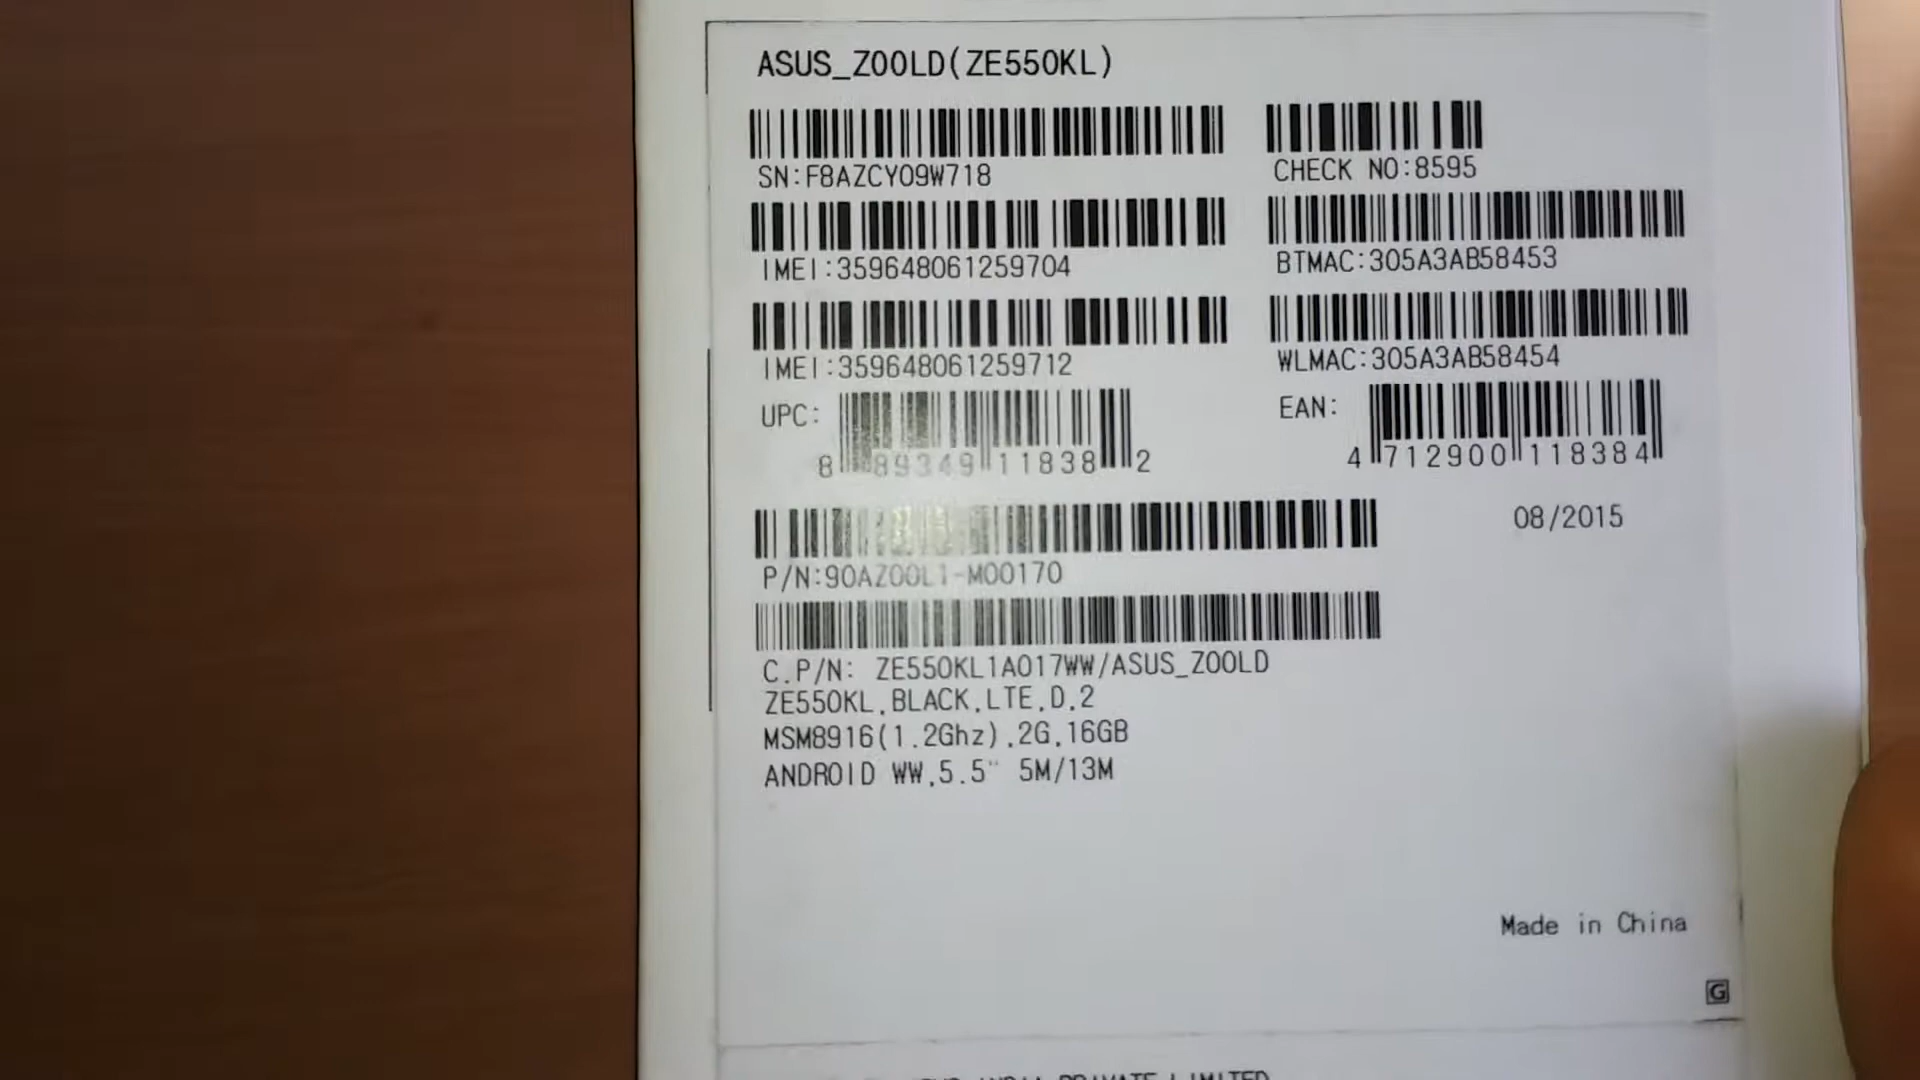 ASUS_Z00LD(ZE550KL)
SN:F8AZCY09W718
CHECK NO:8595
IMEI:359648061259704
BTMAC:305A3AB58453
IMEI:359648061259712
WLMAC:305A3AB58454
UPC:
8 89349 11838 2
EAN:
4 712900 118384
P/N:90AZ00L1-M00170
08/2015
C.P/N: ZE550KL1A017WW/ASUS_Z00LD
ZE550KL,BLACK,LTE,D,2
MSM8916(1.2Ghz),2G,16GB
ANDROID WW,5.5" 5M/13M
Made in China
G
PRIVATE LIMITED